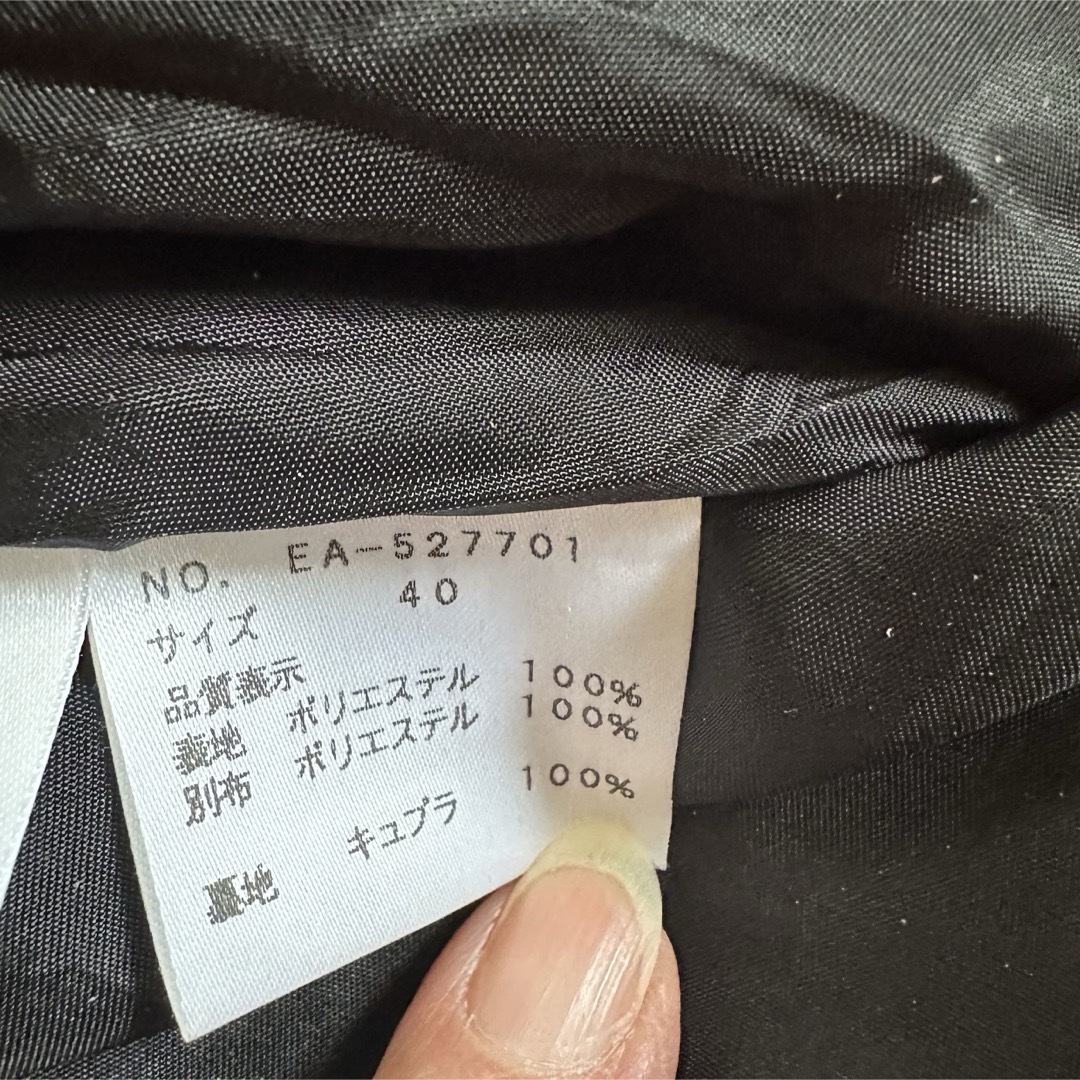 NO. EA-527701
サイズ 40
品質表示
表地 ポリエステル 100%
別布 ポリエステル 100%
裏地 キュプラ 100%